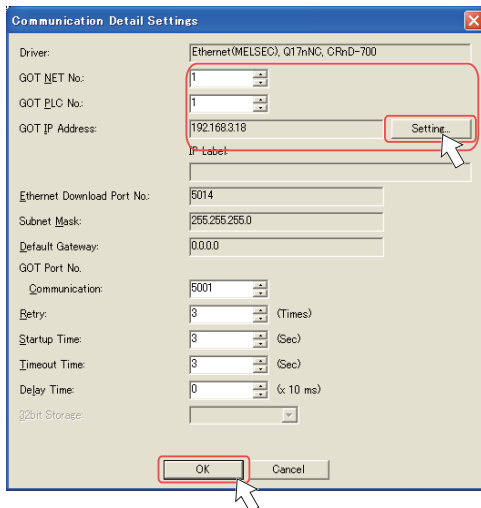 Communication Detail Settings
Driver: Ethernet(MELSEC), Q17nNC, CRnD-700
GOT NET No.: 1
GOT PLC No.: 1
GOT IP Address: 192.168.3.18 Setting...
IP Label:
Ethernet Download Port No.: 5014
Subnet Mask: 255.255.255.0
Default Gateway: 0.0.0.0
GOT Port No.
Communication: 5001
Retry: 3 (Times)
Startup Time: 3 (Sec)
Timeout Time: 3 (Sec)
Delay Time: 0 (x 10 ms)
32bit Storage:
OK Cancel